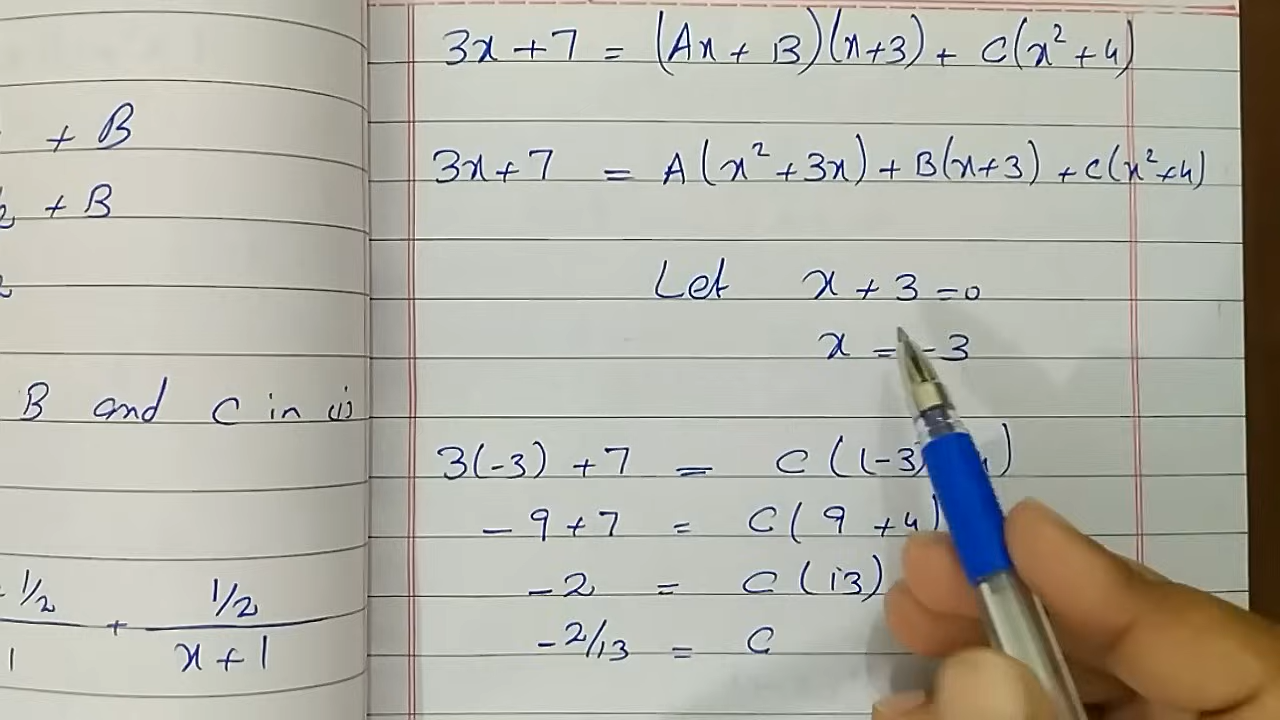 + B
+ B
B and C in (i)
1/2 + 1/2
x + 1
3x + 7 = (Ax + B)(x+3) + C(x² + 4)
3x + 7 = A(x² + 3x) + B(x+3) + C(x²+4)
Let x + 3 = 0
x = -3
3(-3) + 7 = C((-3)
- 9 + 7 = C(9 + 4)
- 2 = C(13)
-2/13 = C